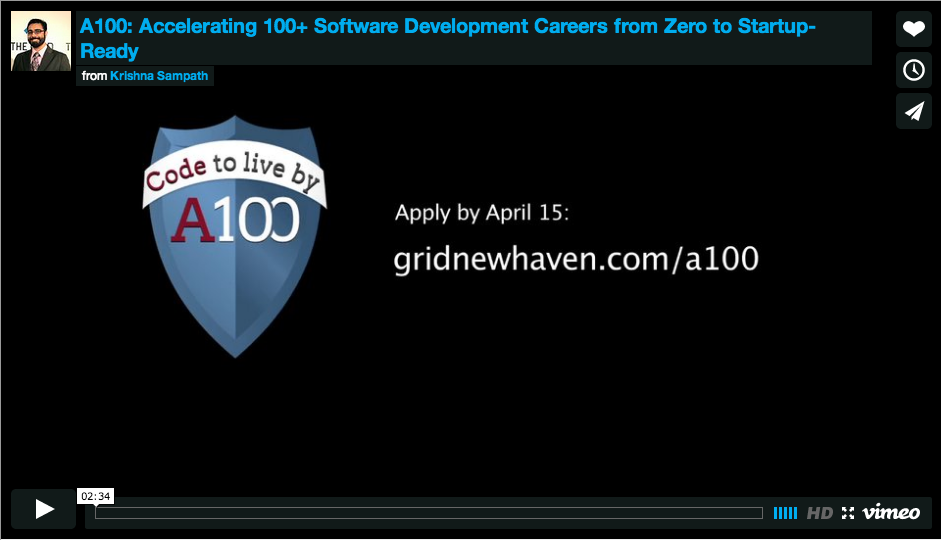 A100: Accelerating 100+ Software Development Careers from Zero to Startup-
Ready
from Krishna Sampath
Code to live by
A100
Apply by April 15:
gridnewhaven.com/a100
02:34
HD
vimeo